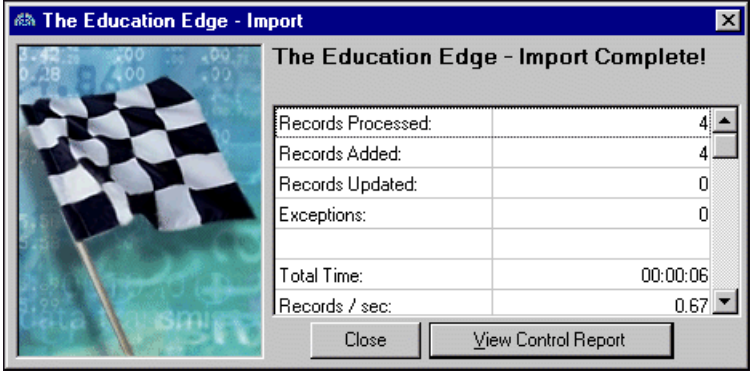 The Education Edge - Import
The Education Edge - Import Complete!
Records Processed: 4
Records Added: 4
Records Updated: 0
Exceptions: 0
Total Time: 00:00:06
Records / sec: 0.67
Close View Control Report